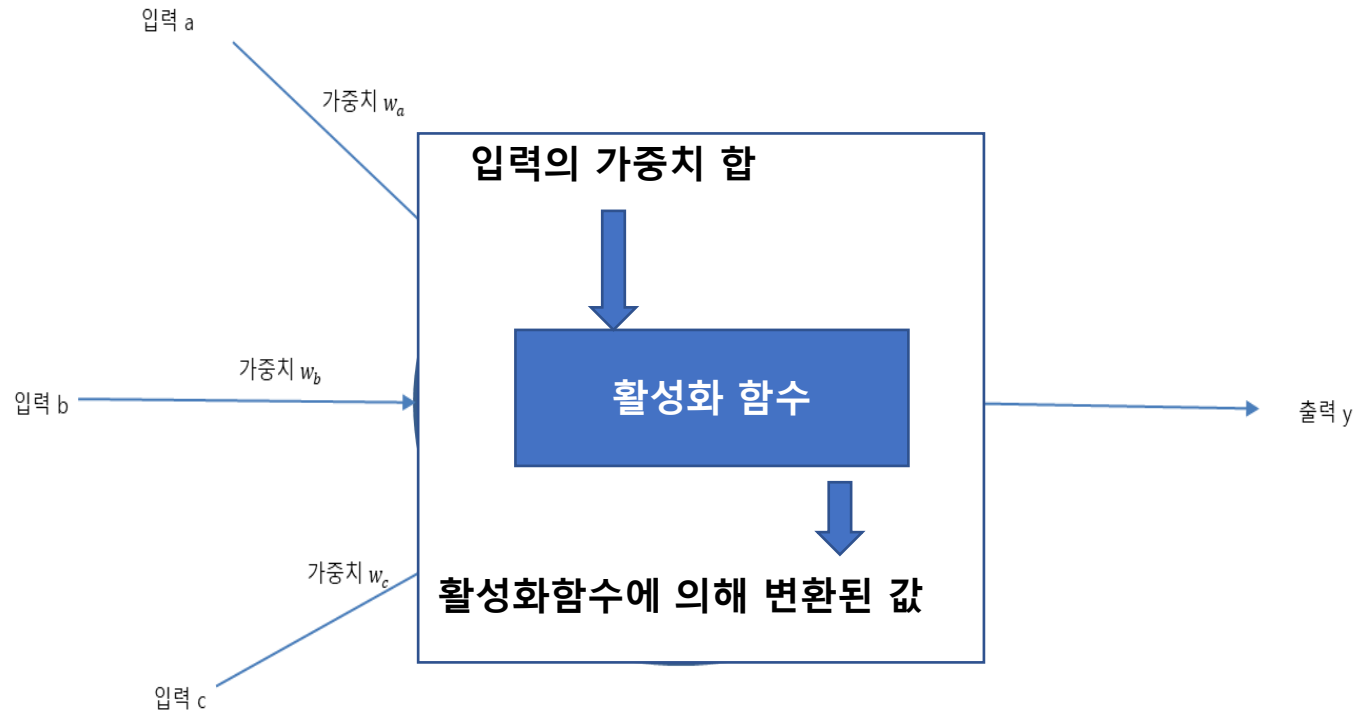 입력 a
가중치 wₐ
입력의 가중치 합
가중치 w_b
입력 b
활성화 함수
출력 y
가중치 w_c
활성화함수에 의해 변환된 값
입력 c